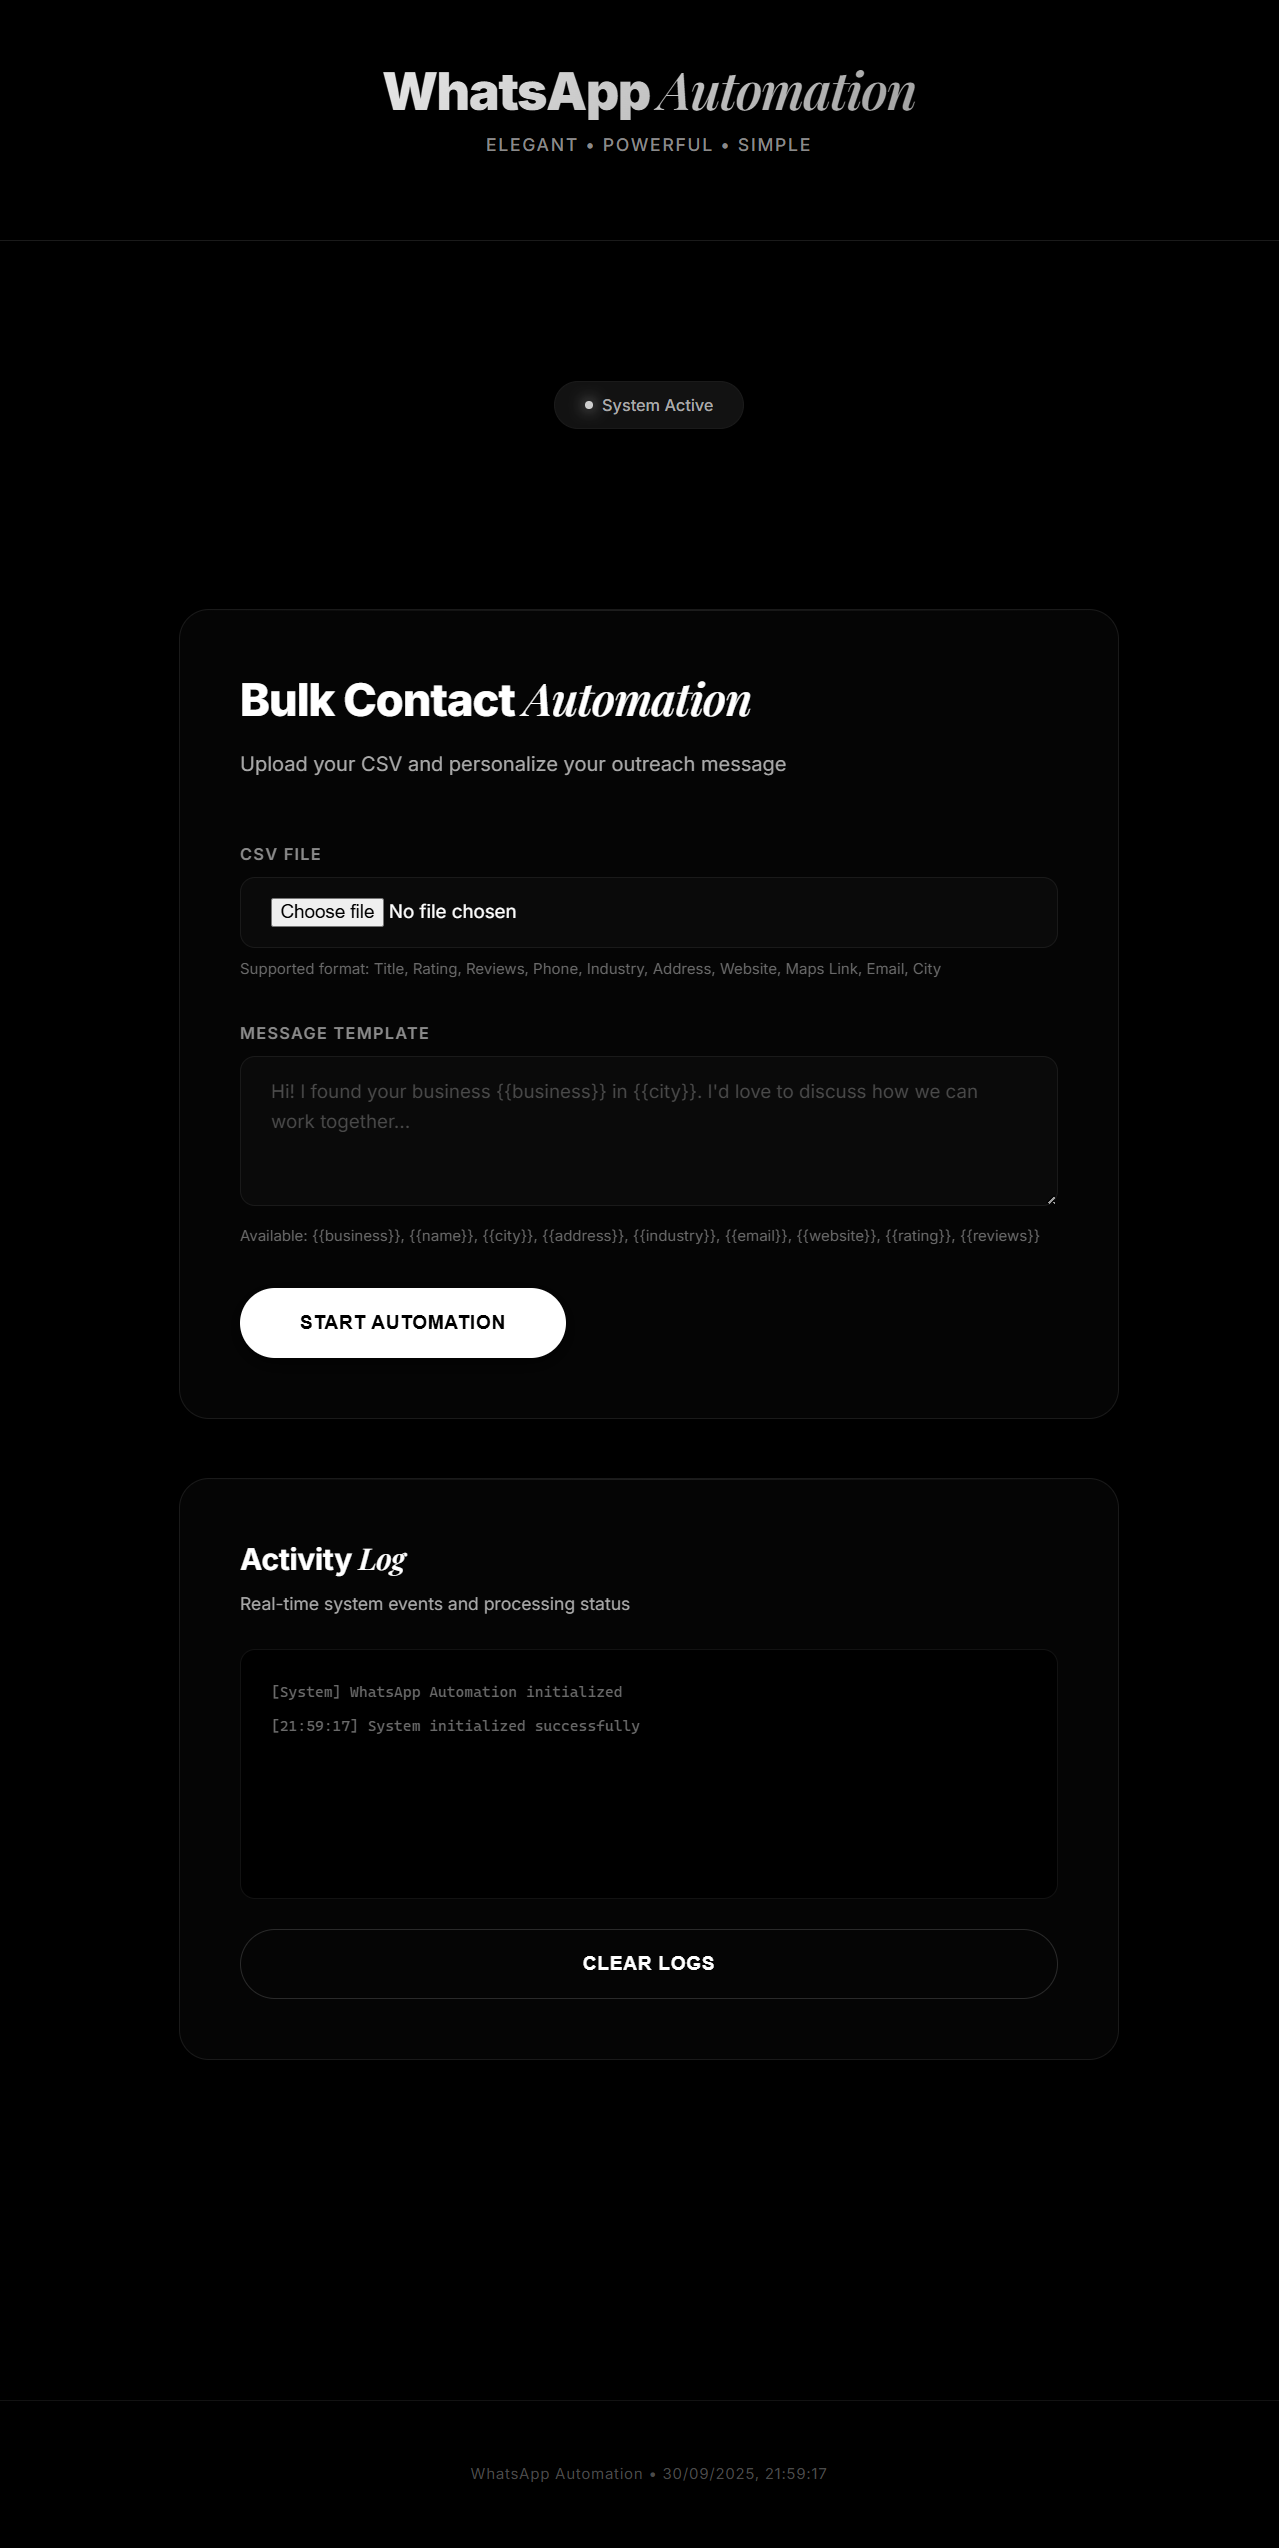 WhatsApp Automation
ELEGANT • POWERFUL • SIMPLE
System Active
Bulk Contact Automation
Upload your CSV and personalize your outreach message
CSV FILE
Choose file No file chosen
Supported format: Title, Rating, Reviews, Phone, Industry, Address, Website, Maps Link, Email, City
MESSAGE TEMPLATE
Hi! I found your business {{business}} in {{city}}. I'd love to discuss how we can
work together...
Available: {{business}}, {{name}}, {{city}}, {{address}}, {{industry}}, {{email}}, {{website}}, {{rating}}, {{reviews}}
START AUTOMATION
Activity Log
Real-time system events and processing status
[System] WhatsApp Automation initialized
[21:59:17] System initialized successfully
CLEAR LOGS
WhatsApp Automation • 30/09/2025, 21:59:17